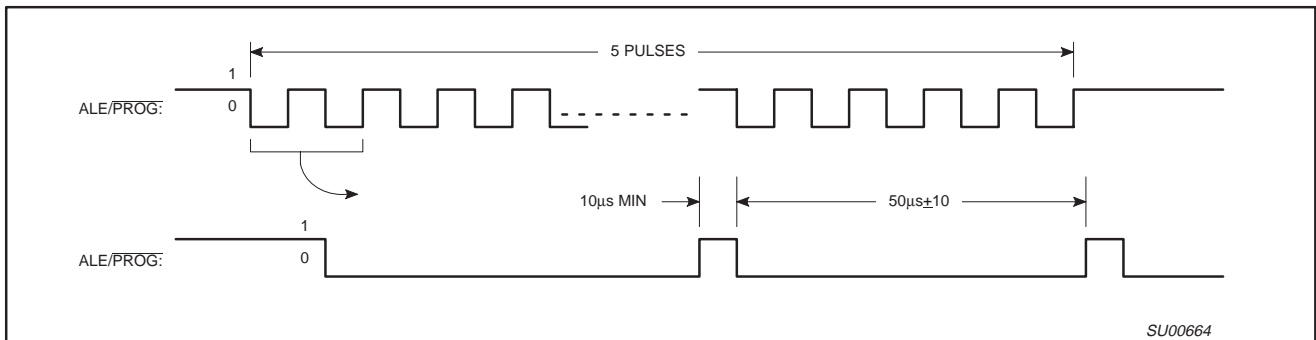 5 PULSES
1
ALE/PROG:
0
10µs MIN
50µs±10
1
ALE/PROG:
0
SU00664